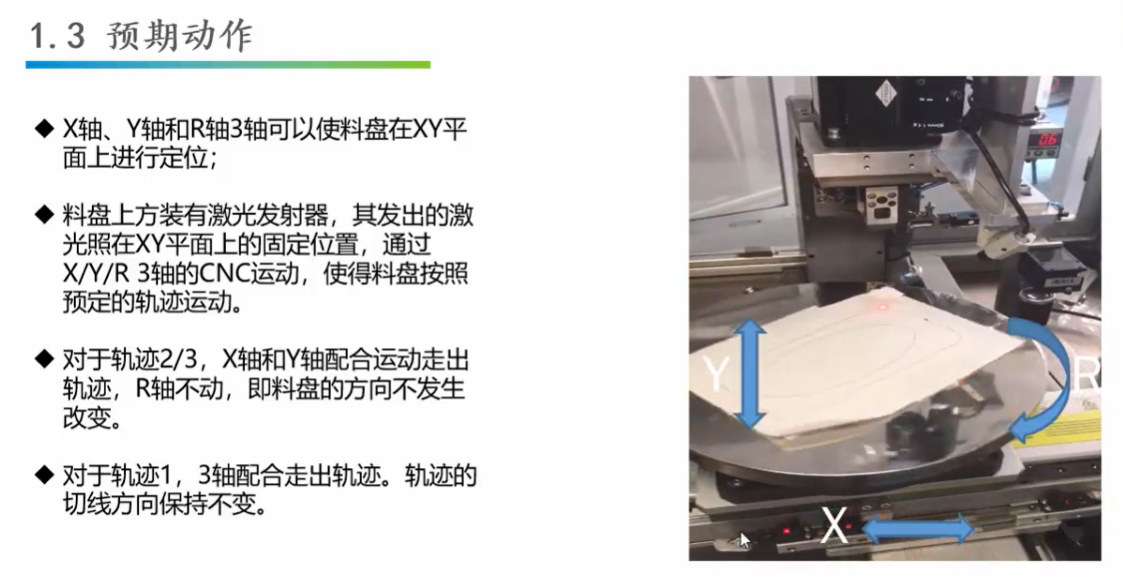 1.3 预期动作
◆ X轴、Y轴和R轴3轴可以使料盘在XY平
面上进行定位；
◆ 料盘上方装有激光发射器，其发出的激
光照在XY平面上的固定位置，通过
X/Y/R 3轴的CNC运动，使得料盘按照
预定的轨迹运动。
◆ 对于轨迹2/3，X轴和Y轴配合运动走出
轨迹，R轴不动，即料盘的方向不发生
改变。
◆ 对于轨迹1，3轴配合走出轨迹。轨迹的
切线方向保持不变。
0.6
Y
R
X